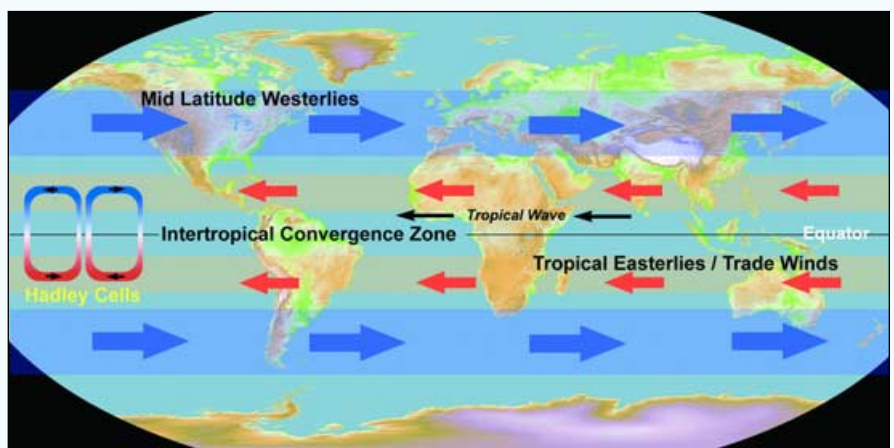 Mid Latitude Westerlies
Tropical Wave
Intertropical Convergence Zone
Equator
Tropical Easterlies / Trade Winds
Hadley Cells